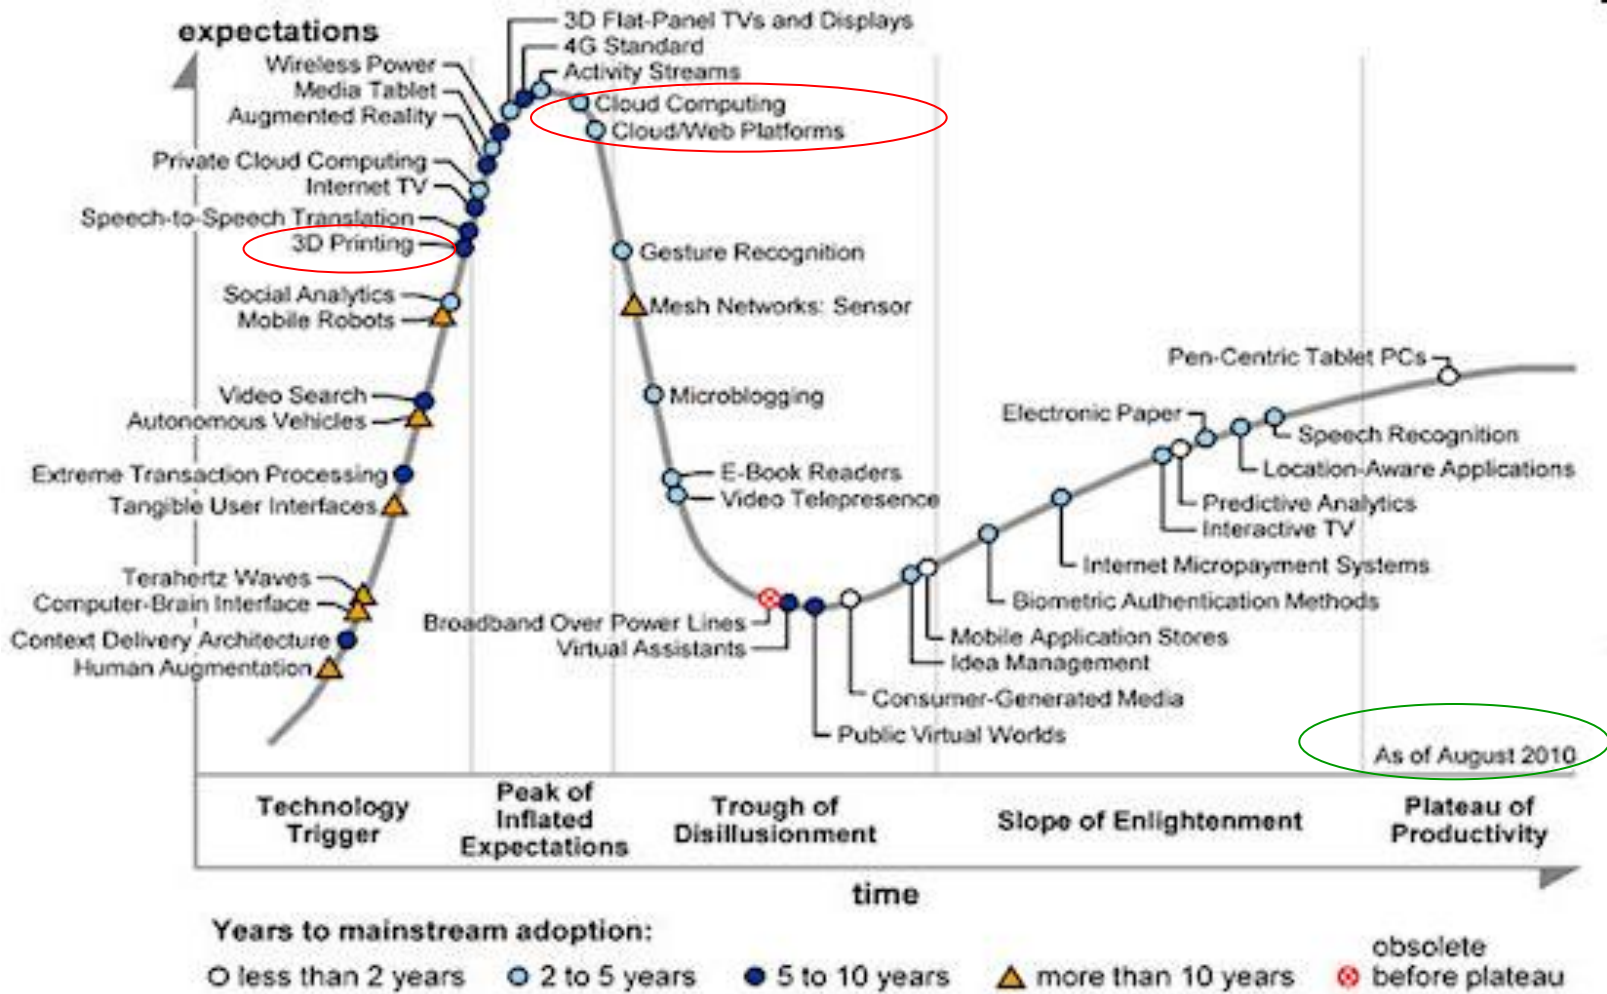 expectations
3D Flat-Panel TVs and Displays
4G Standard
Activity Streams
Wireless Power
Media Tablet
Augmented Reality
Cloud Computing
Cloud/Web Platforms
Private Cloud Computing
Internet TV
Speech-to-Speech Translation
3D Printing
Gesture Recognition
Social Analytics
Mobile Robots
Mesh Networks: Sensor
Pen-Centric Tablet PCs
Video Search
Autonomous Vehicles
Microblogging
Electronic Paper
Speech Recognition
Location-Aware Applications
Extreme Transaction Processing
Tangible User Interfaces
E-Book Readers
Video Telepresence
Predictive Analytics
Interactive TV
Internet Micropayment Systems
Terahertz Waves
Computer-Brain Interface
Context Delivery Architecture
Human Augmentation
Biometric Authentication Methods
Broadband Over Power Lines
Virtual Assistants
Mobile Application Stores
Idea Management
Consumer-Generated Media
Public Virtual Worlds
As of August 2010
Technology
Trigger
Peak of
Inflated
Expectations
Trough of
Disillusionment
Slope of Enlightenment
Plateau of
Productivity
time
Years to mainstream adoption:
less than 2 years
2 to 5 years
5 to 10 years
more than 10 years
obsolete
before plateau